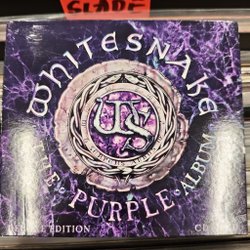 SLADE
WHITESNAKE
WS
THE PURPLE ALBUM
EDITION
CD